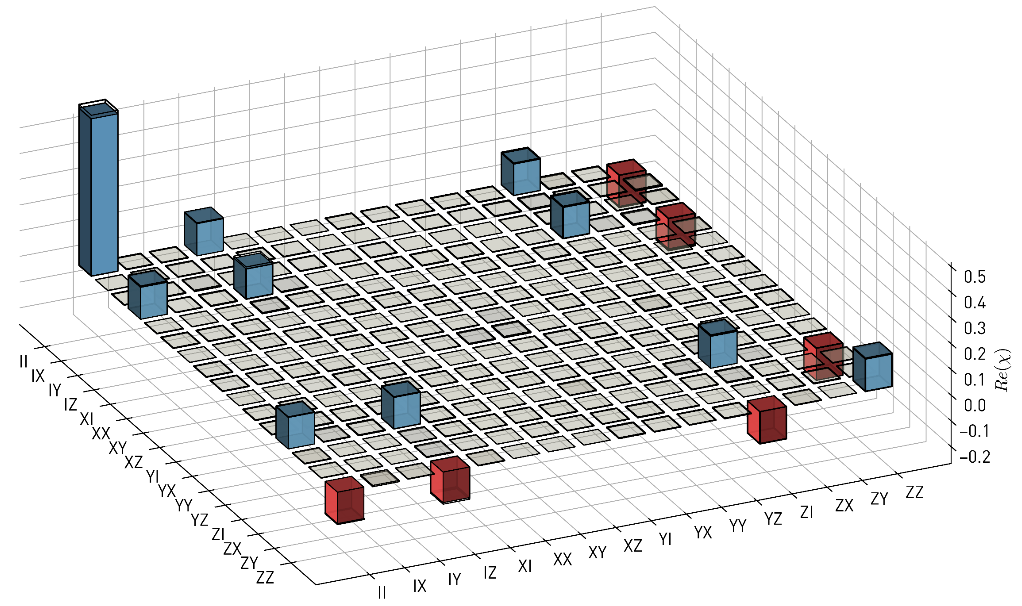 0.5
0.4
0.3
0.2
0.1
0.0
−0.1
−0.2
Re(χ)
II
IX
IY
IZ
XI
XX
XY
XZ
YI
YX
YY
YZ
ZI
ZX
ZY
ZZ
II
IX
IY
IZ
XI
XX
XY
XZ
YI
YX
YY
YZ
ZI
ZX
ZY
ZZ